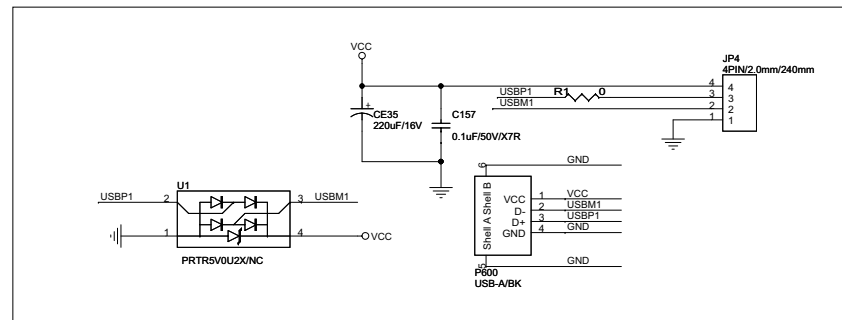 VCC
JP4
4PIN/2.0mm/240mm
4 4
USBP1 R1 0 3 3
USBM1 2 2
1 1
CE35
220uF/16V
+
C157
0.1uF/50V/X7R
6 GND
U1
USBP1 2 3 USBM1
1 4 VCC
PRTR5V0U2X/NC
Shell A Shell B
VCC 1 VCC
D- 2 USBM1
D+ 3 USBP1
GND 4 GND
5 GND
P600
USB-A/BK